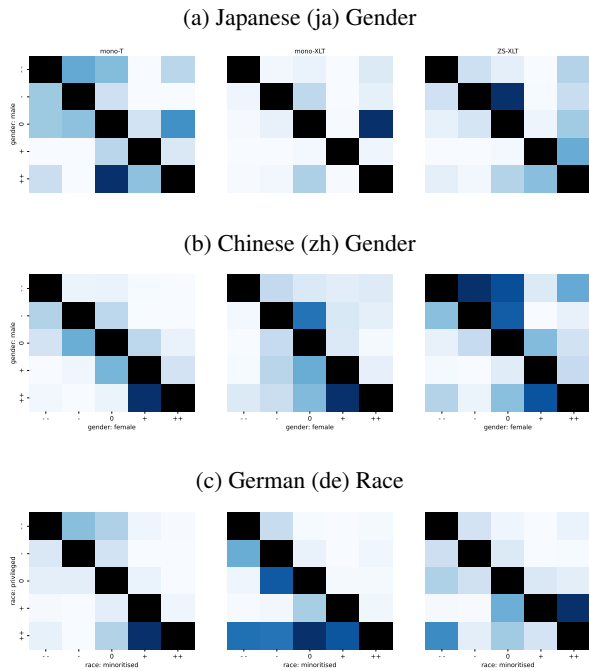 (a) Japanese (ja) Gender
mono-T mono-XLT ZS-XLT
gender: male
--
-
0
+
++
(b) Chinese (zh) Gender
gender: male
--
-
0
+
++
-- - 0 + ++ -- - 0 + ++ -- - 0 + ++
gender: female gender: female gender: female
(c) German (de) Race
race: privileged
--
-
0
+
++
race: minoritised race: minoritised race: minoritised